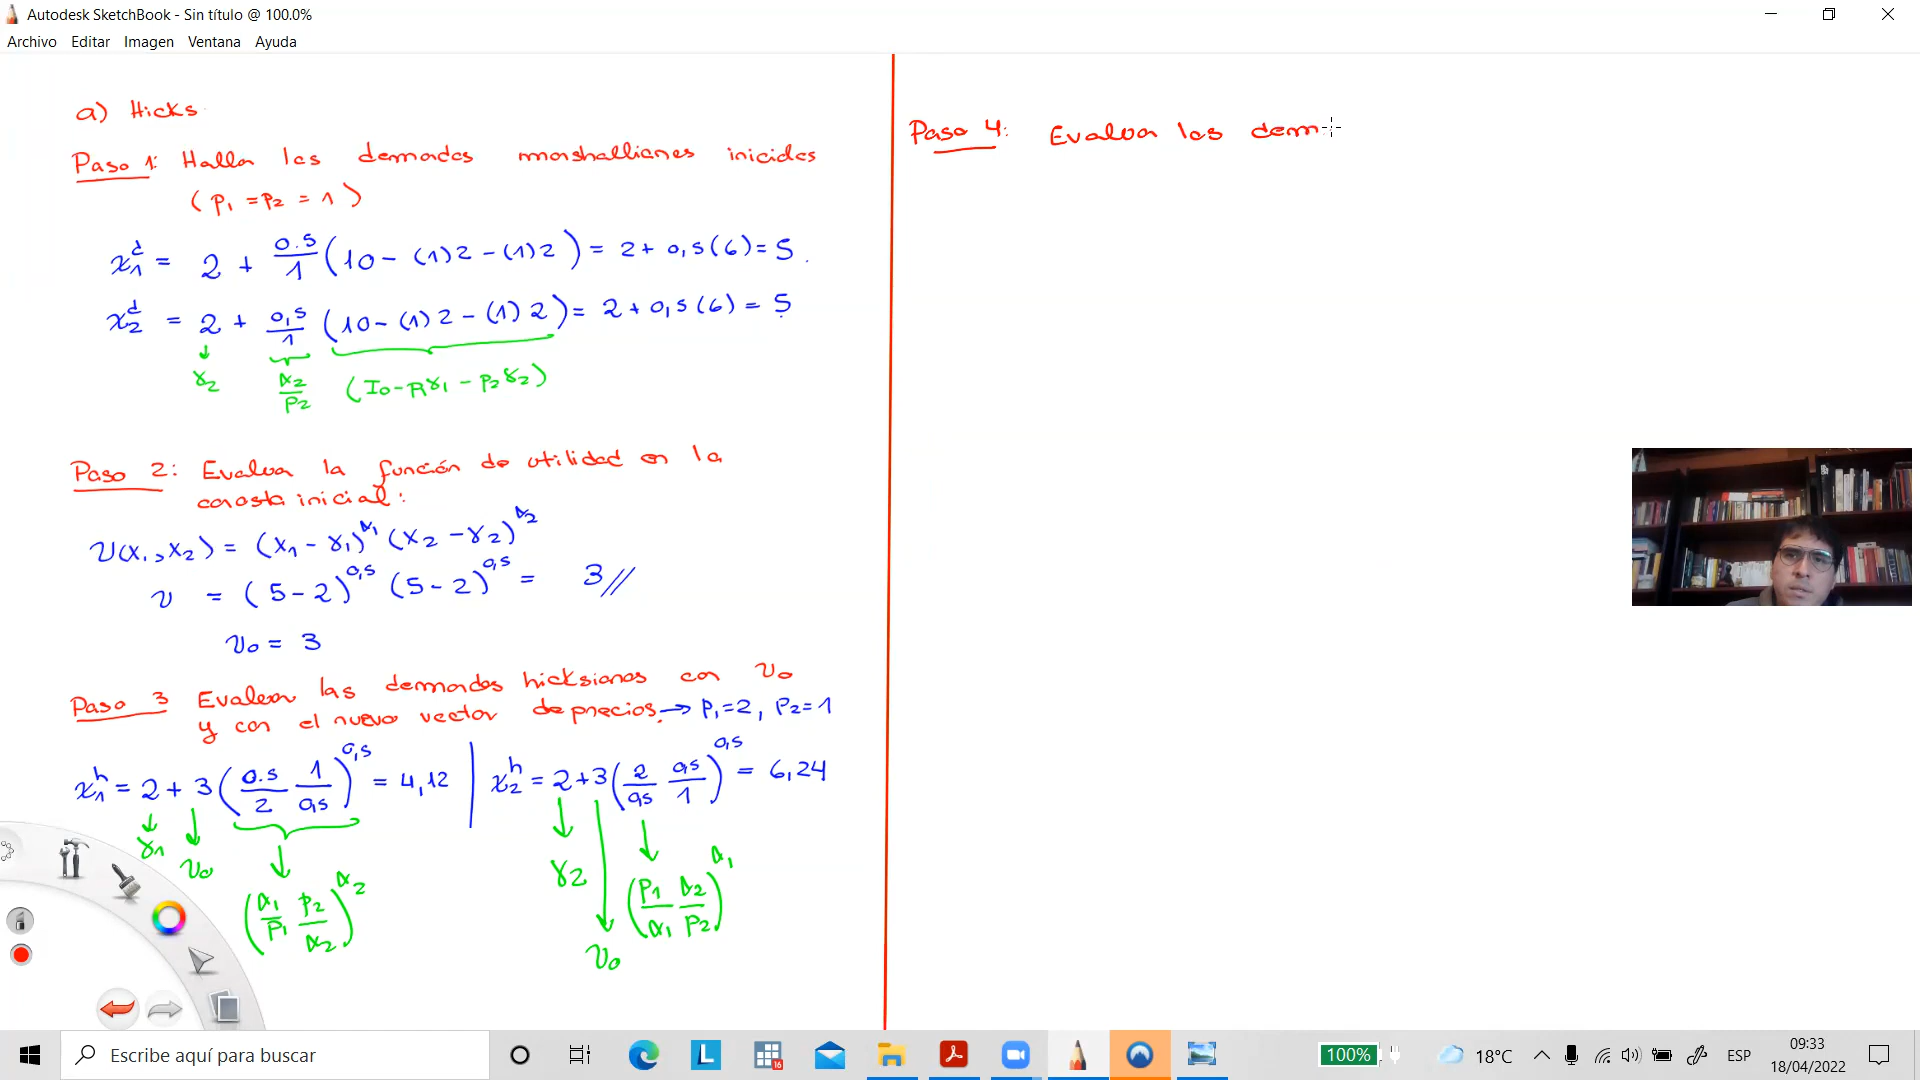 Autodesk SketchBook - Sin título @ 100.0%
Archivo Editar Imagen Ventana Ayuda
a) Hicks
Paso 1: Halla las demandas marshallianas iniciales
(p₁ = p₂ = 1)
x₁ᵈ = 2 + 0.5/1 (10 - (1)2 - (1)2) = 2 + 0,5(6) = 5
x₂ᵈ = 2 + 0,5/1 (10 - (1)2 - (1)2) = 2 + 0,5(6) = 5
γ₂ α₂/p₂ (I₀ - p₁γ₁ - p₂γ₂)
Paso 2: Evaluar la función de utilidad en la
canasta inicial:
U(x₁, x₂) = (x₁ - γ₁)^α₁ (x₂ - γ₂)^α₂
v = (5 - 2)^0,5 (5 - 2)^0,5 = 3//
v₀ = 3
Paso 3 Evaluar las demandas hicksianas con v₀
y con el nuevo vector de precios. → p₁ = 2, p₂ = 1
x₁ʰ = 2 + 3 (0.5/2 1/0,5)^0,5 = 4,12 | x₂ʰ = 2 + 3 (2/0,5 0,5/1)^0,5 = 6,24
γ₁ v₀ (α₁/p₁ p₂/α₂)^α₂ γ₂ v₀ (p₁/α₁ α₂/p₂)^α₁
Paso 4: Evaluar las dem
Escribe aquí para buscar
L
16
100%
18°C
ESP
09:33
18/04/2022